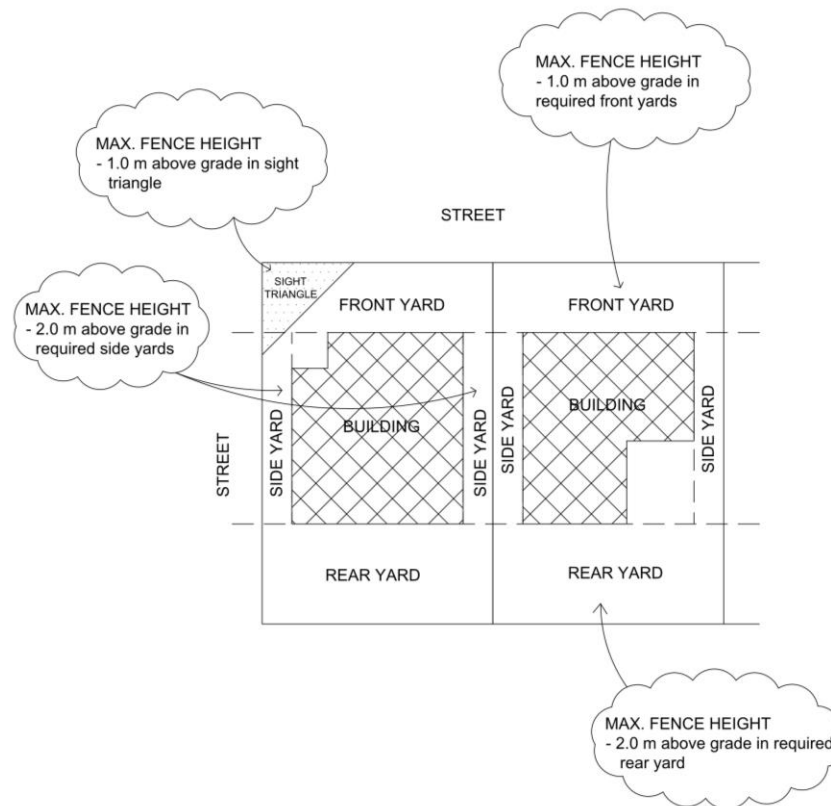 MAX. FENCE HEIGHT
- 1.0 m above grade in
required front yards
MAX. FENCE HEIGHT
- 1.0 m above grade in sight
triangle
STREET
SIGHT
TRIANGLE
FRONT YARD
FRONT YARD
MAX. FENCE HEIGHT
- 2.0 m above grade in
required side yards
STREET
SIDE YARD
BUILDING
SIDE YARD
SIDE YARD
BUILDING
SIDE YARD
REAR YARD
REAR YARD
MAX. FENCE HEIGHT
- 2.0 m above grade in required
rear yard